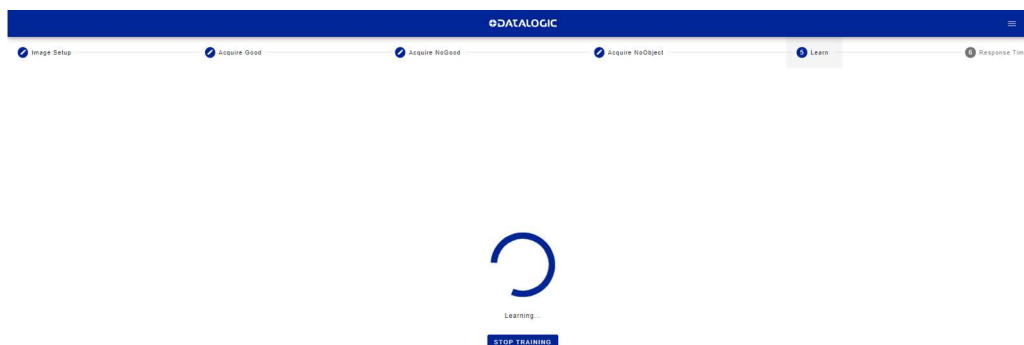 DATALOGIC
Image Setup
Acquire Good
Acquire NoGood
Acquire NoObject
5 Learn
6 Response Tim
Learning...
STOP TRAINING